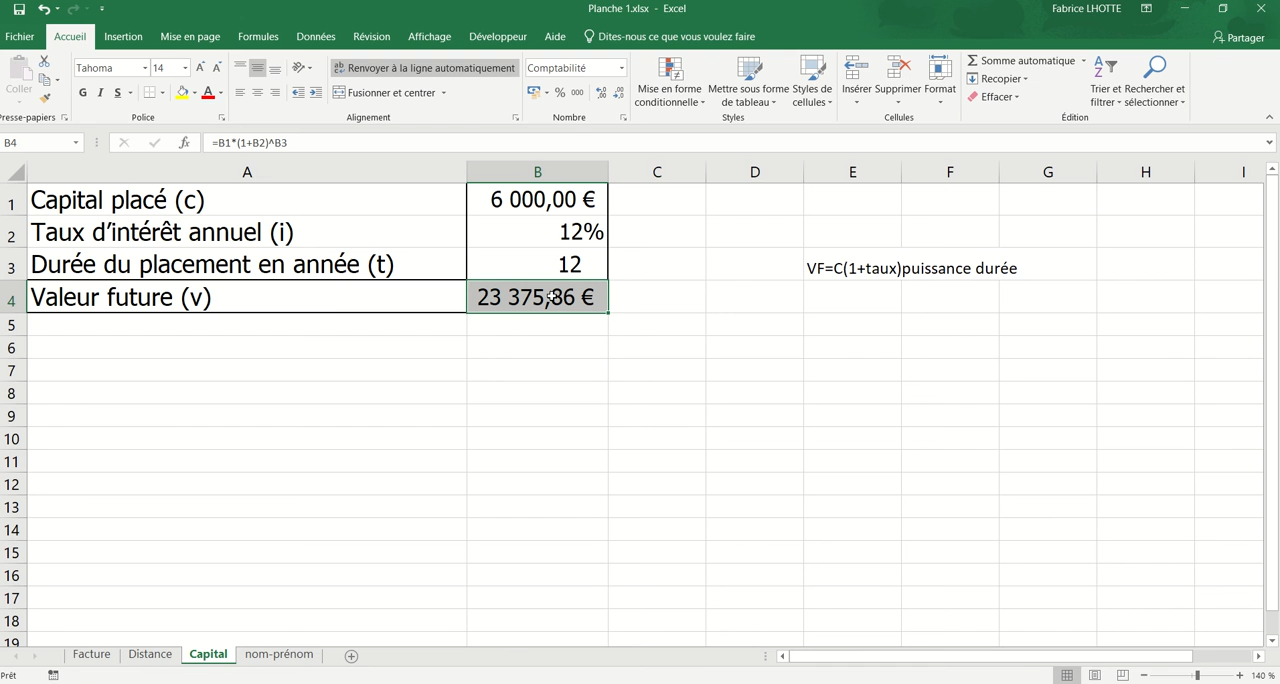 Planche 1.xlsx - Excel
Fabrice LHOTTE
Fichier Accueil Insertion Mise en page Formules Données Révision Affichage Développeur Aide Dites-nous ce que vous voulez faire Partager
Coller
Tahoma 14
Renvoyer à la ligne automatiquement
Comptabilité
G I S
Fusionner et centrer
% 000
Mise en forme conditionnelle
Mettre sous forme de tableau
Styles de cellules
Insérer Supprimer Format
Somme automatique
Recopier
Effacer
Trier et filtrer
Rechercher et sélectionner
Presse-papiers Police Alignement Nombre Styles Cellules Édition
B4 fx =B1*(1+B2)^B3
A B C D E F G H I
1 Capital placé (c) 6 000,00 €
2 Taux d’intérêt annuel (i) 12%
3 Durée du placement en année (t) 12 VF=C(1+taux)puissance durée
4 Valeur future (v) 23 375,86 €
5
6
7
8
9
10
11
12
13
14
15
16
17
18
19
Facture Distance Capital nom-prénom
Prêt
140 %